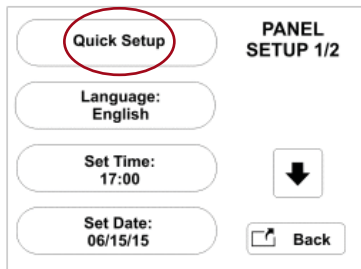 Quick Setup
PANEL
SETUP 1/2
Language:
English
Set Time:
17:00
Set Date:
06/15/15
Back